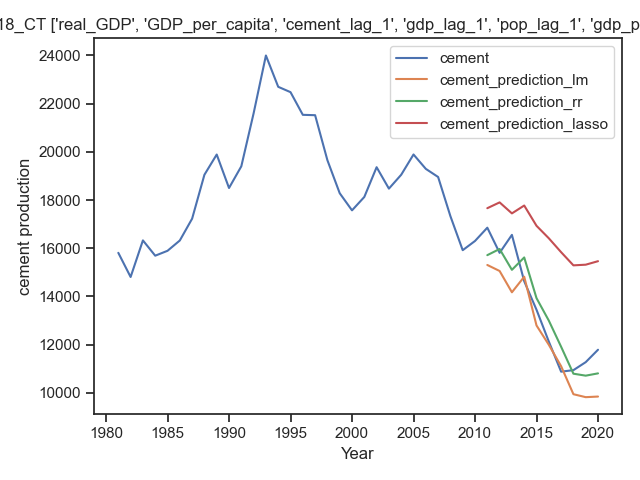 18_CT ['real_GDP', 'GDP_per_capita', 'cement_lag_1', 'gdp_lag_1', 'pop_lag_1', 'gdp_p
cement
cement_prediction_lm
cement_prediction_rr
cement_prediction_lasso
24000
22000
20000
18000
16000
14000
12000
10000
cement production
1980 1985 1990 1995 2000 2005 2010 2015 2020
Year